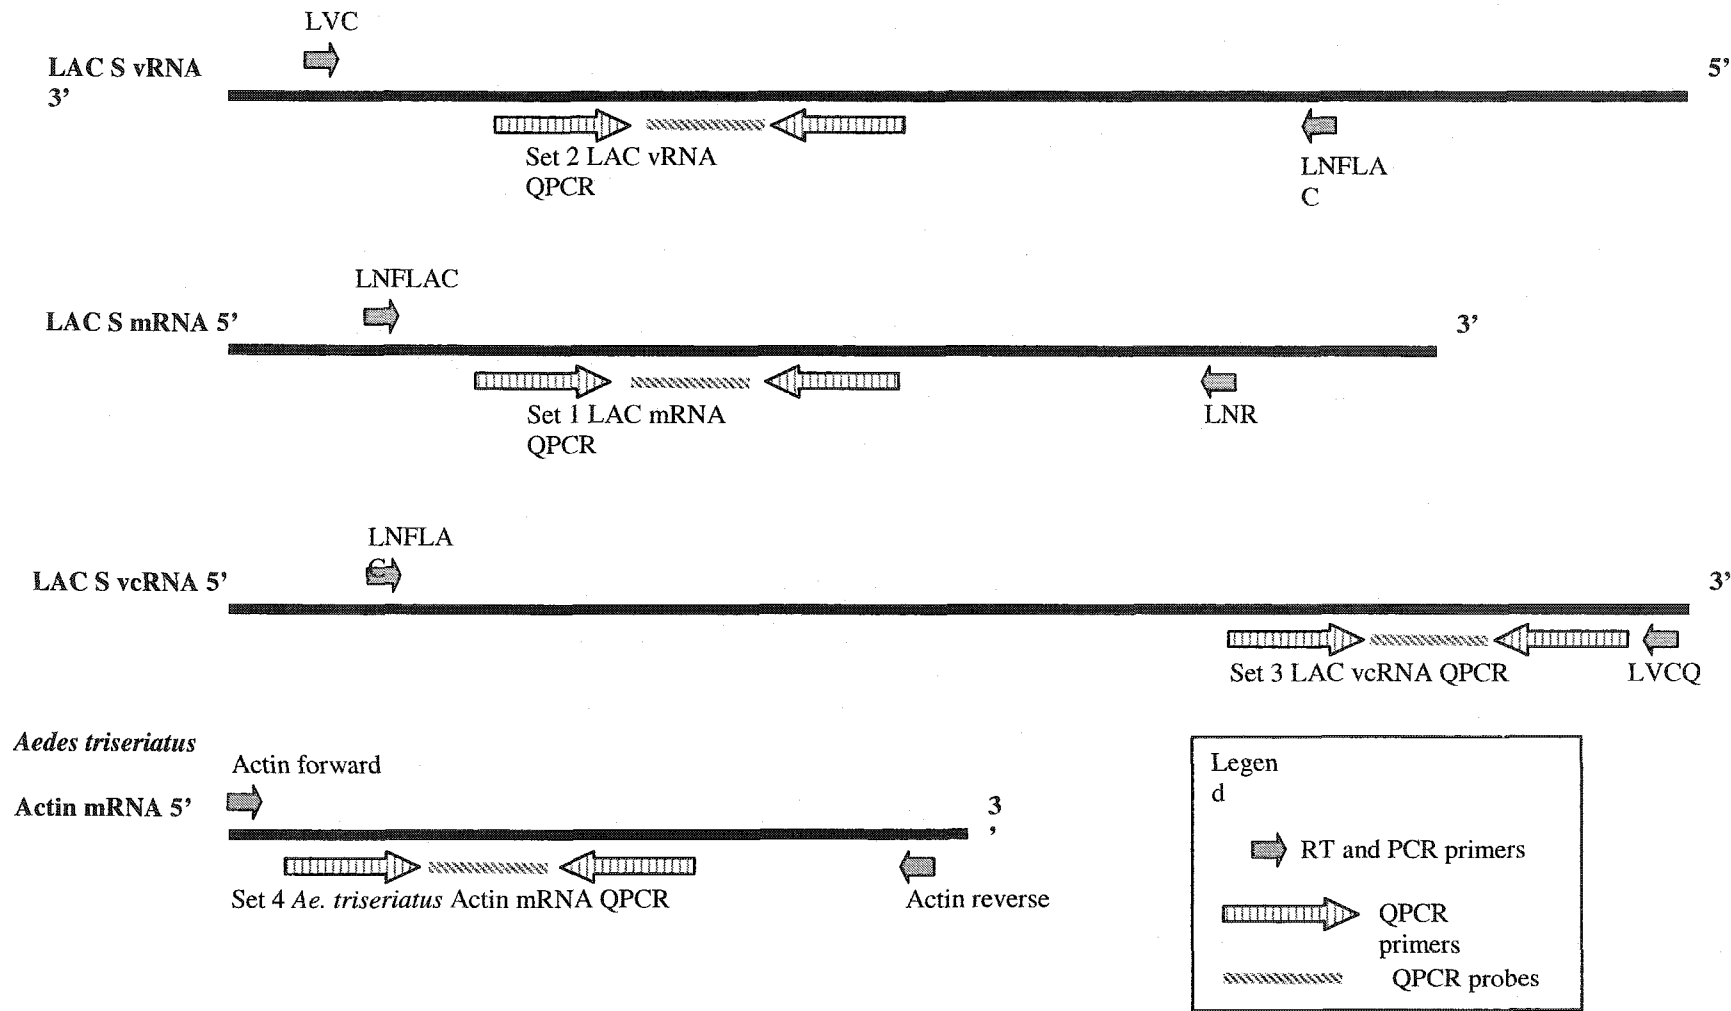 LVC
LAC S vRNA
3’
5’
Set 2 LAC vRNA
QPCR
LNFLA
C
LNFLAC
LAC S mRNA 5’
3’
Set 1 LAC mRNA
QPCR
LNR
LNFLA
C
LAC S vcRNA 5’
3’
Set 3 LAC vcRNA QPCR
LVCQ
Aedes triseriatus
Actin forward
Actin mRNA 5’
3
’
Set 4 Ae. triseriatus Actin mRNA QPCR
Actin reverse
Legen
d
RT and PCR primers
QPCR
primers
QPCR probes